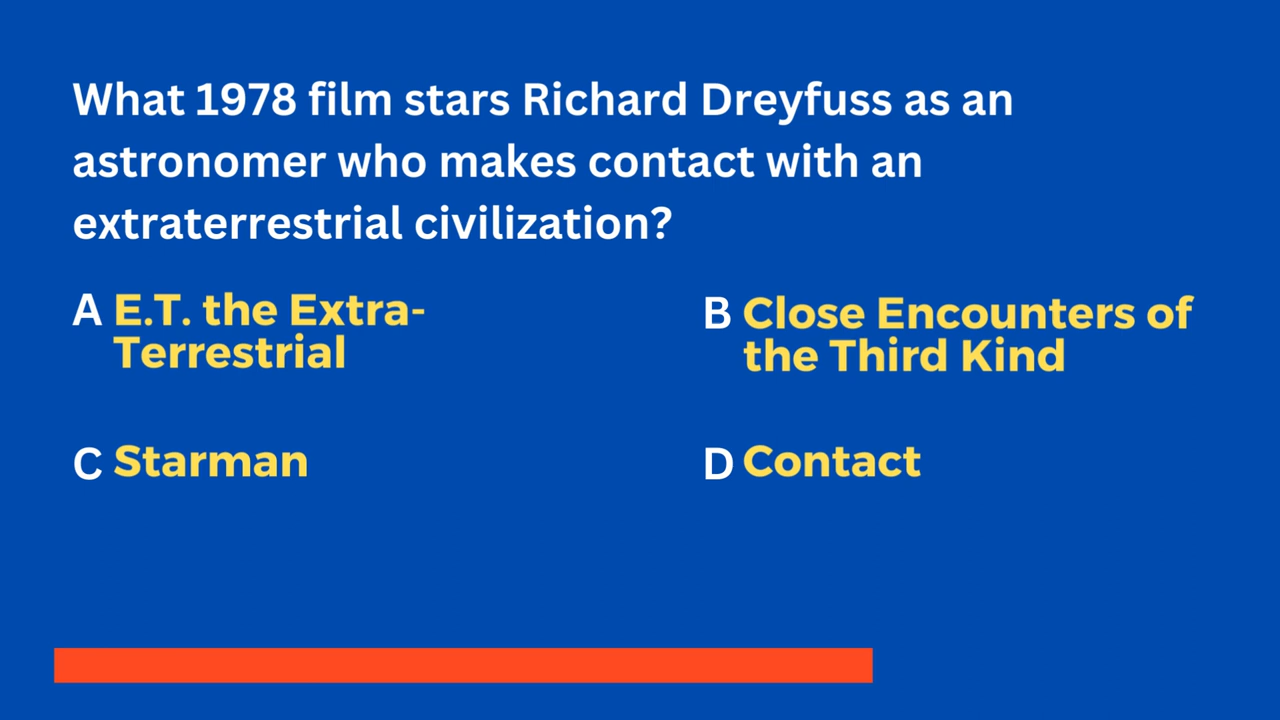 What 1978 film stars Richard Dreyfuss as an
astronomer who makes contact with an
extraterrestrial civilization?
A E.T. the Extra-
Terrestrial
B Close Encounters of
the Third Kind
C Starman
D Contact